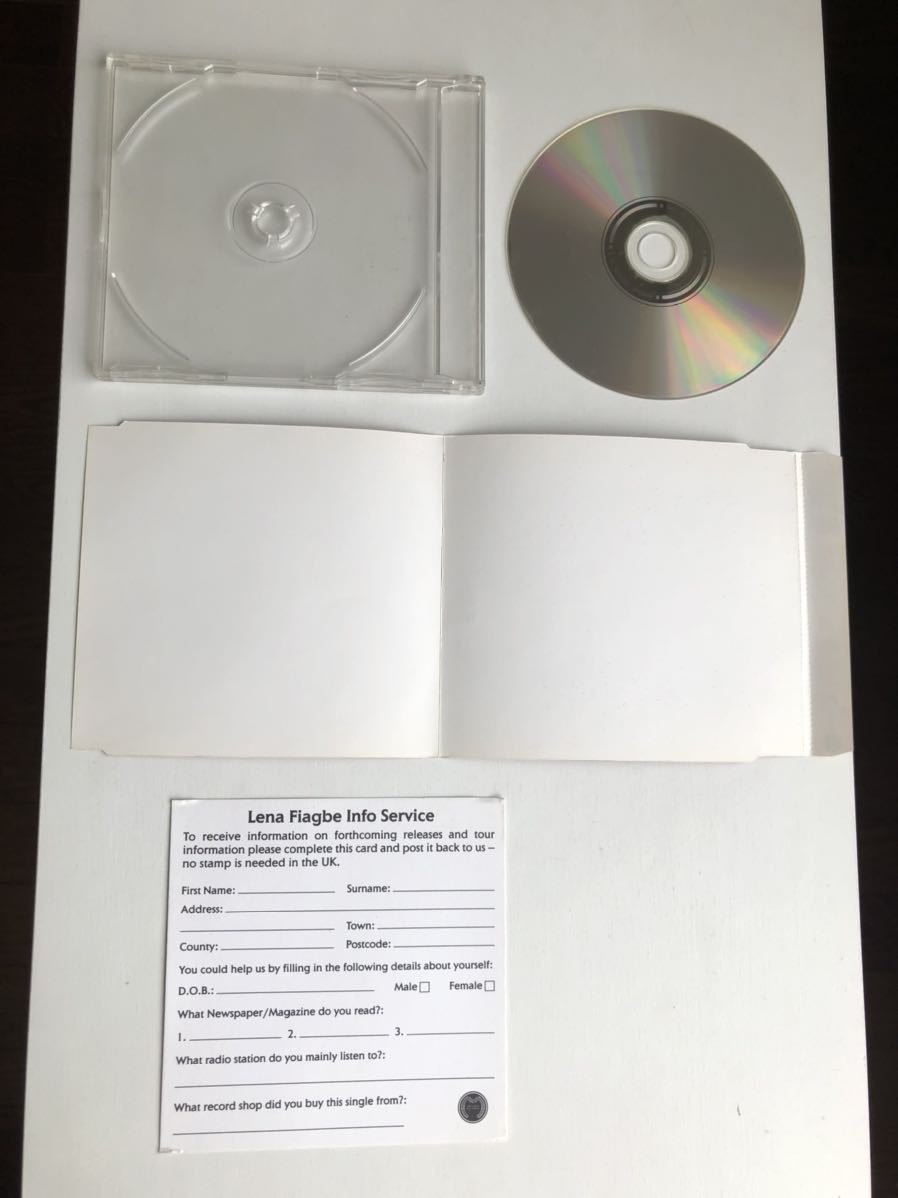 Lena Fiagbe Info Service
To receive information on forthcoming releases and tour
information please complete this card and post it back to us –
no stamp is needed in the UK.
First Name: Surname:
Address:
Town:
County: Postcode:
You could help us by filling in the following details about yourself:
D.O.B.: Male Female
What Newspaper/Magazine do you read?:
1. 2. 3.
What radio station do you mainly listen to?:
What record shop did you buy this single from?: